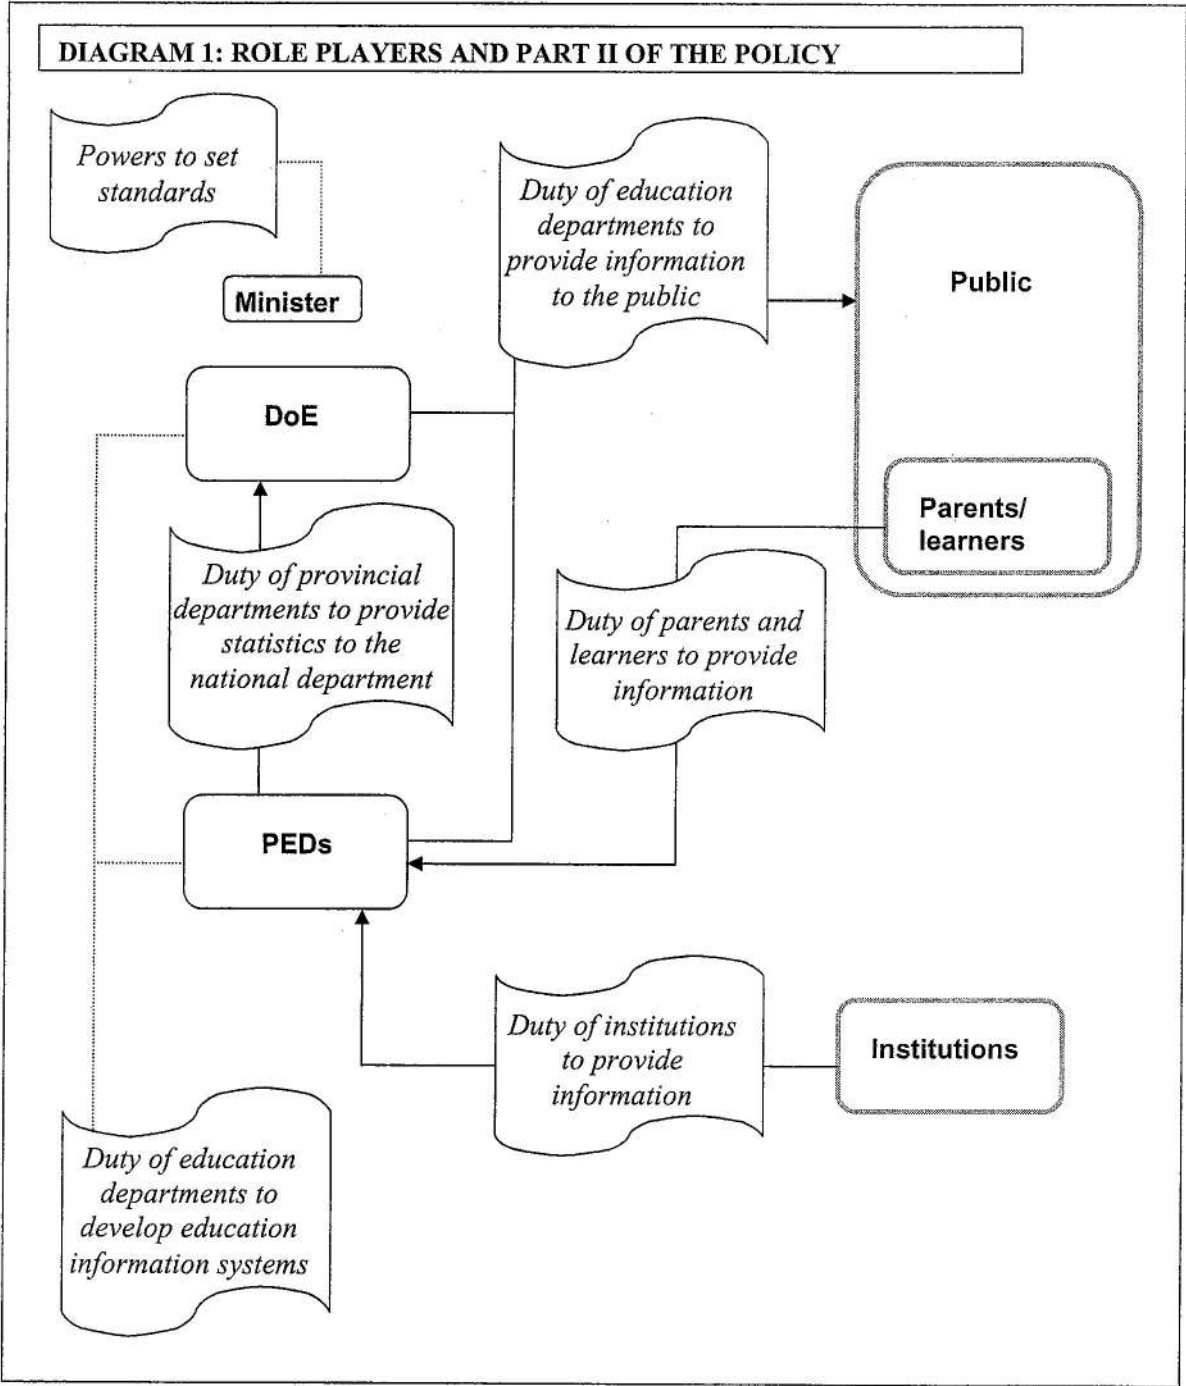 DIAGRAM 1: ROLE PLAYERS AND PART II OF THE POLICY
Powers to set
standards
Minister
Duty of education
departments to
provide information
to the public
Public
DoE
Parents/
learners
Duty of provincial
departments to provide
statistics to the
national department
Duty of parents and
learners to provide
information
PEDs
Duty of institutions
to provide
information
Institutions
Duty of education
departments to
develop education
information systems